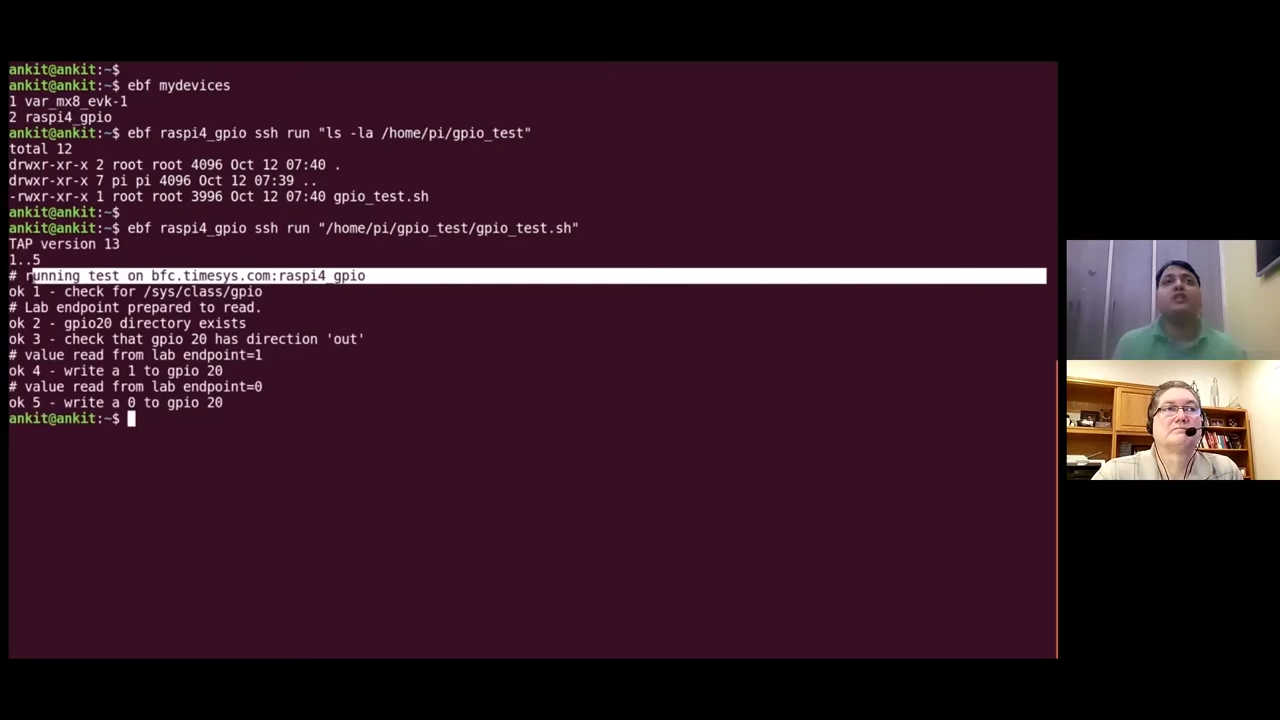 ankit@ankit:~$
ankit@ankit:~$ ebf mydevices
1 var_mx8_evk-1
2 raspi4_gpio
ankit@ankit:~$ ebf raspi4_gpio ssh run "ls -la /home/pi/gpio_test"
total 12
drwxr-xr-x 2 root root 4096 Oct 12 07:40 .
drwxr-xr-x 7 pi pi 4096 Oct 12 07:39 ..
-rwxr-xr-x 1 root root 3996 Oct 12 07:40 gpio_test.sh
ankit@ankit:~$
ankit@ankit:~$ ebf raspi4_gpio ssh run "/home/pi/gpio_test/gpio_test.sh"
TAP version 13
1..5
# running test on bfc.timesys.com:raspi4_gpio
ok 1 - check for /sys/class/gpio
# Lab endpoint prepared to read.
ok 2 - gpio20 directory exists
ok 3 - check that gpio 20 has direction 'out'
# value read from lab endpoint=1
ok 4 - write a 1 to gpio 20
# value read from lab endpoint=0
ok 5 - write a 0 to gpio 20
ankit@ankit:~$